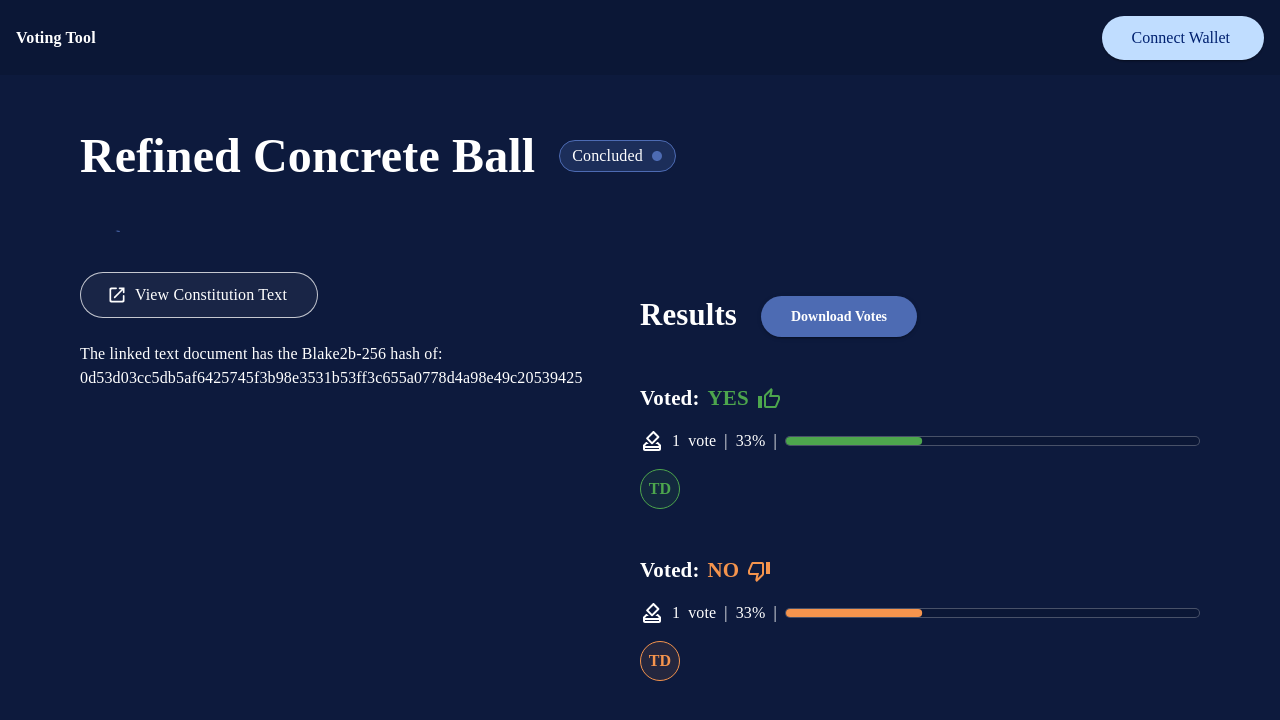 Voting Tool
Connect Wallet
Refined Concrete Ball
Concluded
-
View Constitution Text
The linked text document has the Blake2b-256 hash of:
0d53d03cc5db5af6425745f3b98e3531b53ff3c655a0778d4a98e49c20539425
Results
Download Votes
Voted: YES
1 vote | 33% |
TD
Voted: NO
1 vote | 33% |
TD